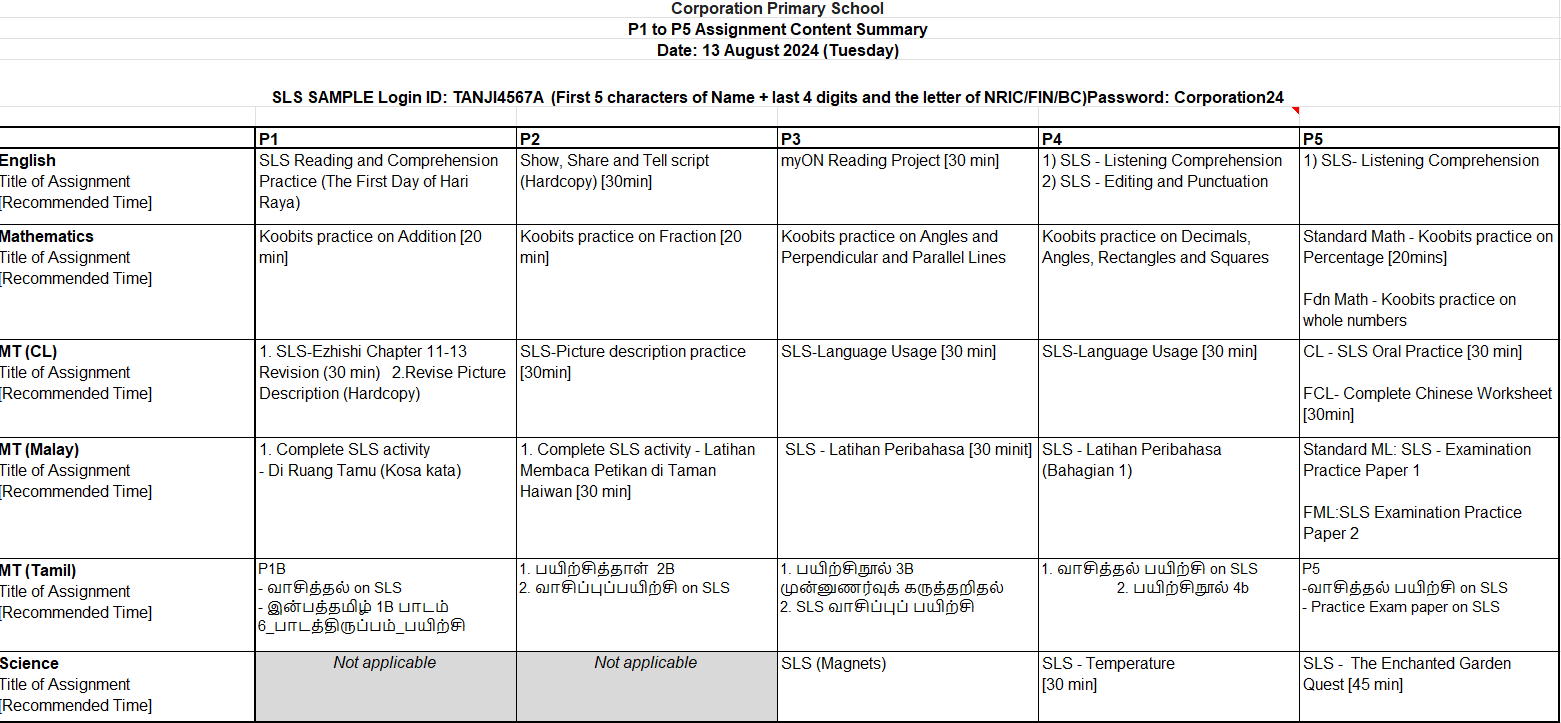 Corporation Primary School
P1 to P5 Assignment Content Summary
Date: 13 August 2024 (Tuesday)
SLS SAMPLE Login ID: TANJI4567A (First 5 characters of Name + last 4 digits and the letter of NRIC/FIN/BC)Password: Corporation24
P1
P2
P3
P4
P5
English
Title of Assignment
[Recommended Time]
SLS Reading and Comprehension
Practice (The First Day of Hari
Raya)
Show, Share and Tell script
(Hardcopy) [30min]
myON Reading Project [30 min]
1) SLS - Listening Comprehension
2) SLS - Editing and Punctuation
1) SLS- Listening Comprehension
Mathematics
Title of Assignment
[Recommended Time]
Koobits practice on Addition [20
min]
Koobits practice on Fraction [20
min]
Koobits practice on Angles and
Perpendicular and Parallel Lines
Koobits practice on Decimals,
Angles, Rectangles and Squares
Standard Math - Koobits practice on
Percentage [20mins]
Fdn Math - Koobits practice on
whole numbers
MT (CL)
Title of Assignment
[Recommended Time]
1. SLS-Ezhishi Chapter 11-13
Revision (30 min) 2.Revise Picture
Description (Hardcopy)
SLS-Picture description practice
[30min]
SLS-Language Usage [30 min]
SLS-Language Usage [30 min]
CL - SLS Oral Practice [30 min]
FCL- Complete Chinese Worksheet
[30min]
MT (Malay)
Title of Assignment
[Recommended Time]
1. Complete SLS activity
- Di Ruang Tamu (Kosa kata)
1. Complete SLS activity - Latihan
Membaca Petikan di Taman
Haiwan [30 min]
SLS - Latihan Peribahasa [30 minit]
SLS - Latihan Peribahasa
(Bahagian 1)
Standard ML: SLS - Examination
Practice Paper 1
FML:SLS Examination Practice
Paper 2
MT (Tamil)
Title of Assignment
[Recommended Time]
P1B
- வாசித்தல் on SLS
- இன்பத்தமிழ் 1B பாடம்
6_பாடத்திருப்பம்_பயிற்சி
1. பயிற்சித்தாள் 2B
2. வாசிப்புப்பயிற்சி on SLS
1. பயிற்சிநூல் 3B
முன்னுணர்வுக் கருத்தறிதல்
2. SLS வாசிப்புப் பயிற்சி
1. வாசித்தல் பயிற்சி on SLS
2. பயிற்சிநூல் 4b
P5
-வாசித்தல் பயிற்சி on SLS
- Practice Exam paper on SLS
Science
Title of Assignment
[Recommended Time]
Not applicable
Not applicable
SLS (Magnets)
SLS - Temperature
[30 min]
SLS - The Enchanted Garden
Quest [45 min]